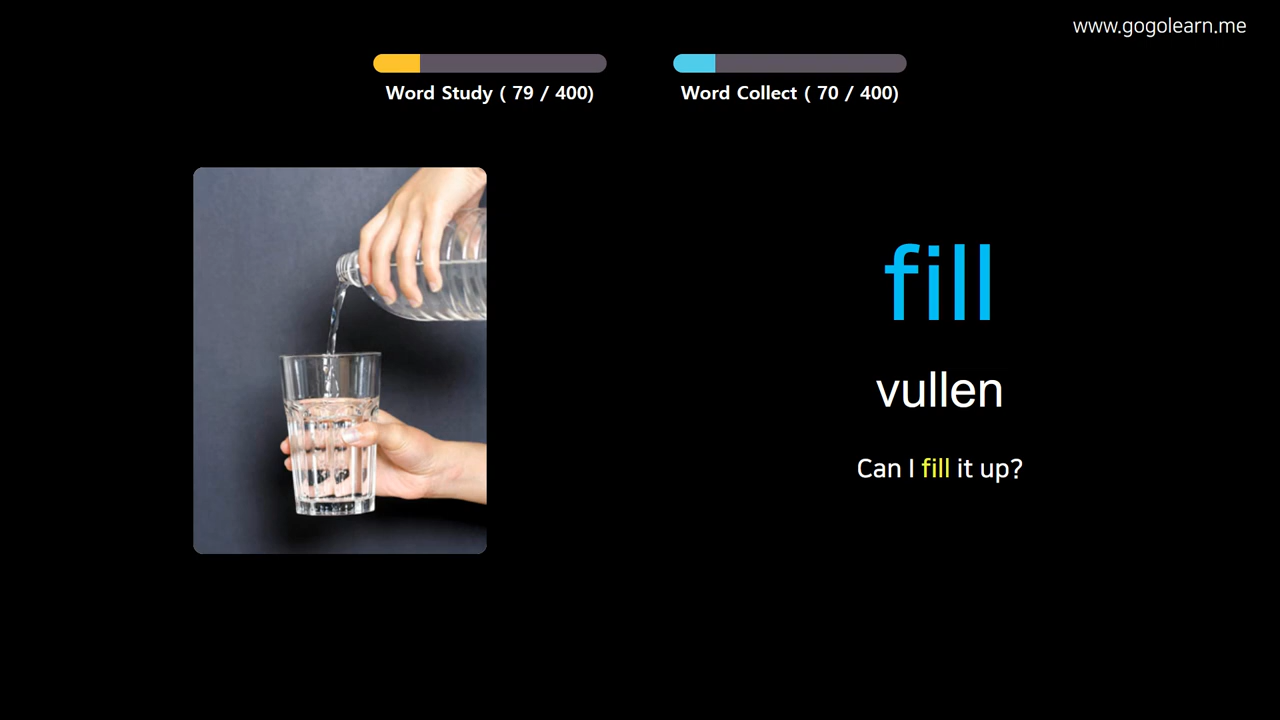 www.gogolearn.me
Word Study ( 79 / 400)
Word Collect ( 70 / 400)
fill
vullen
Can I fill it up?